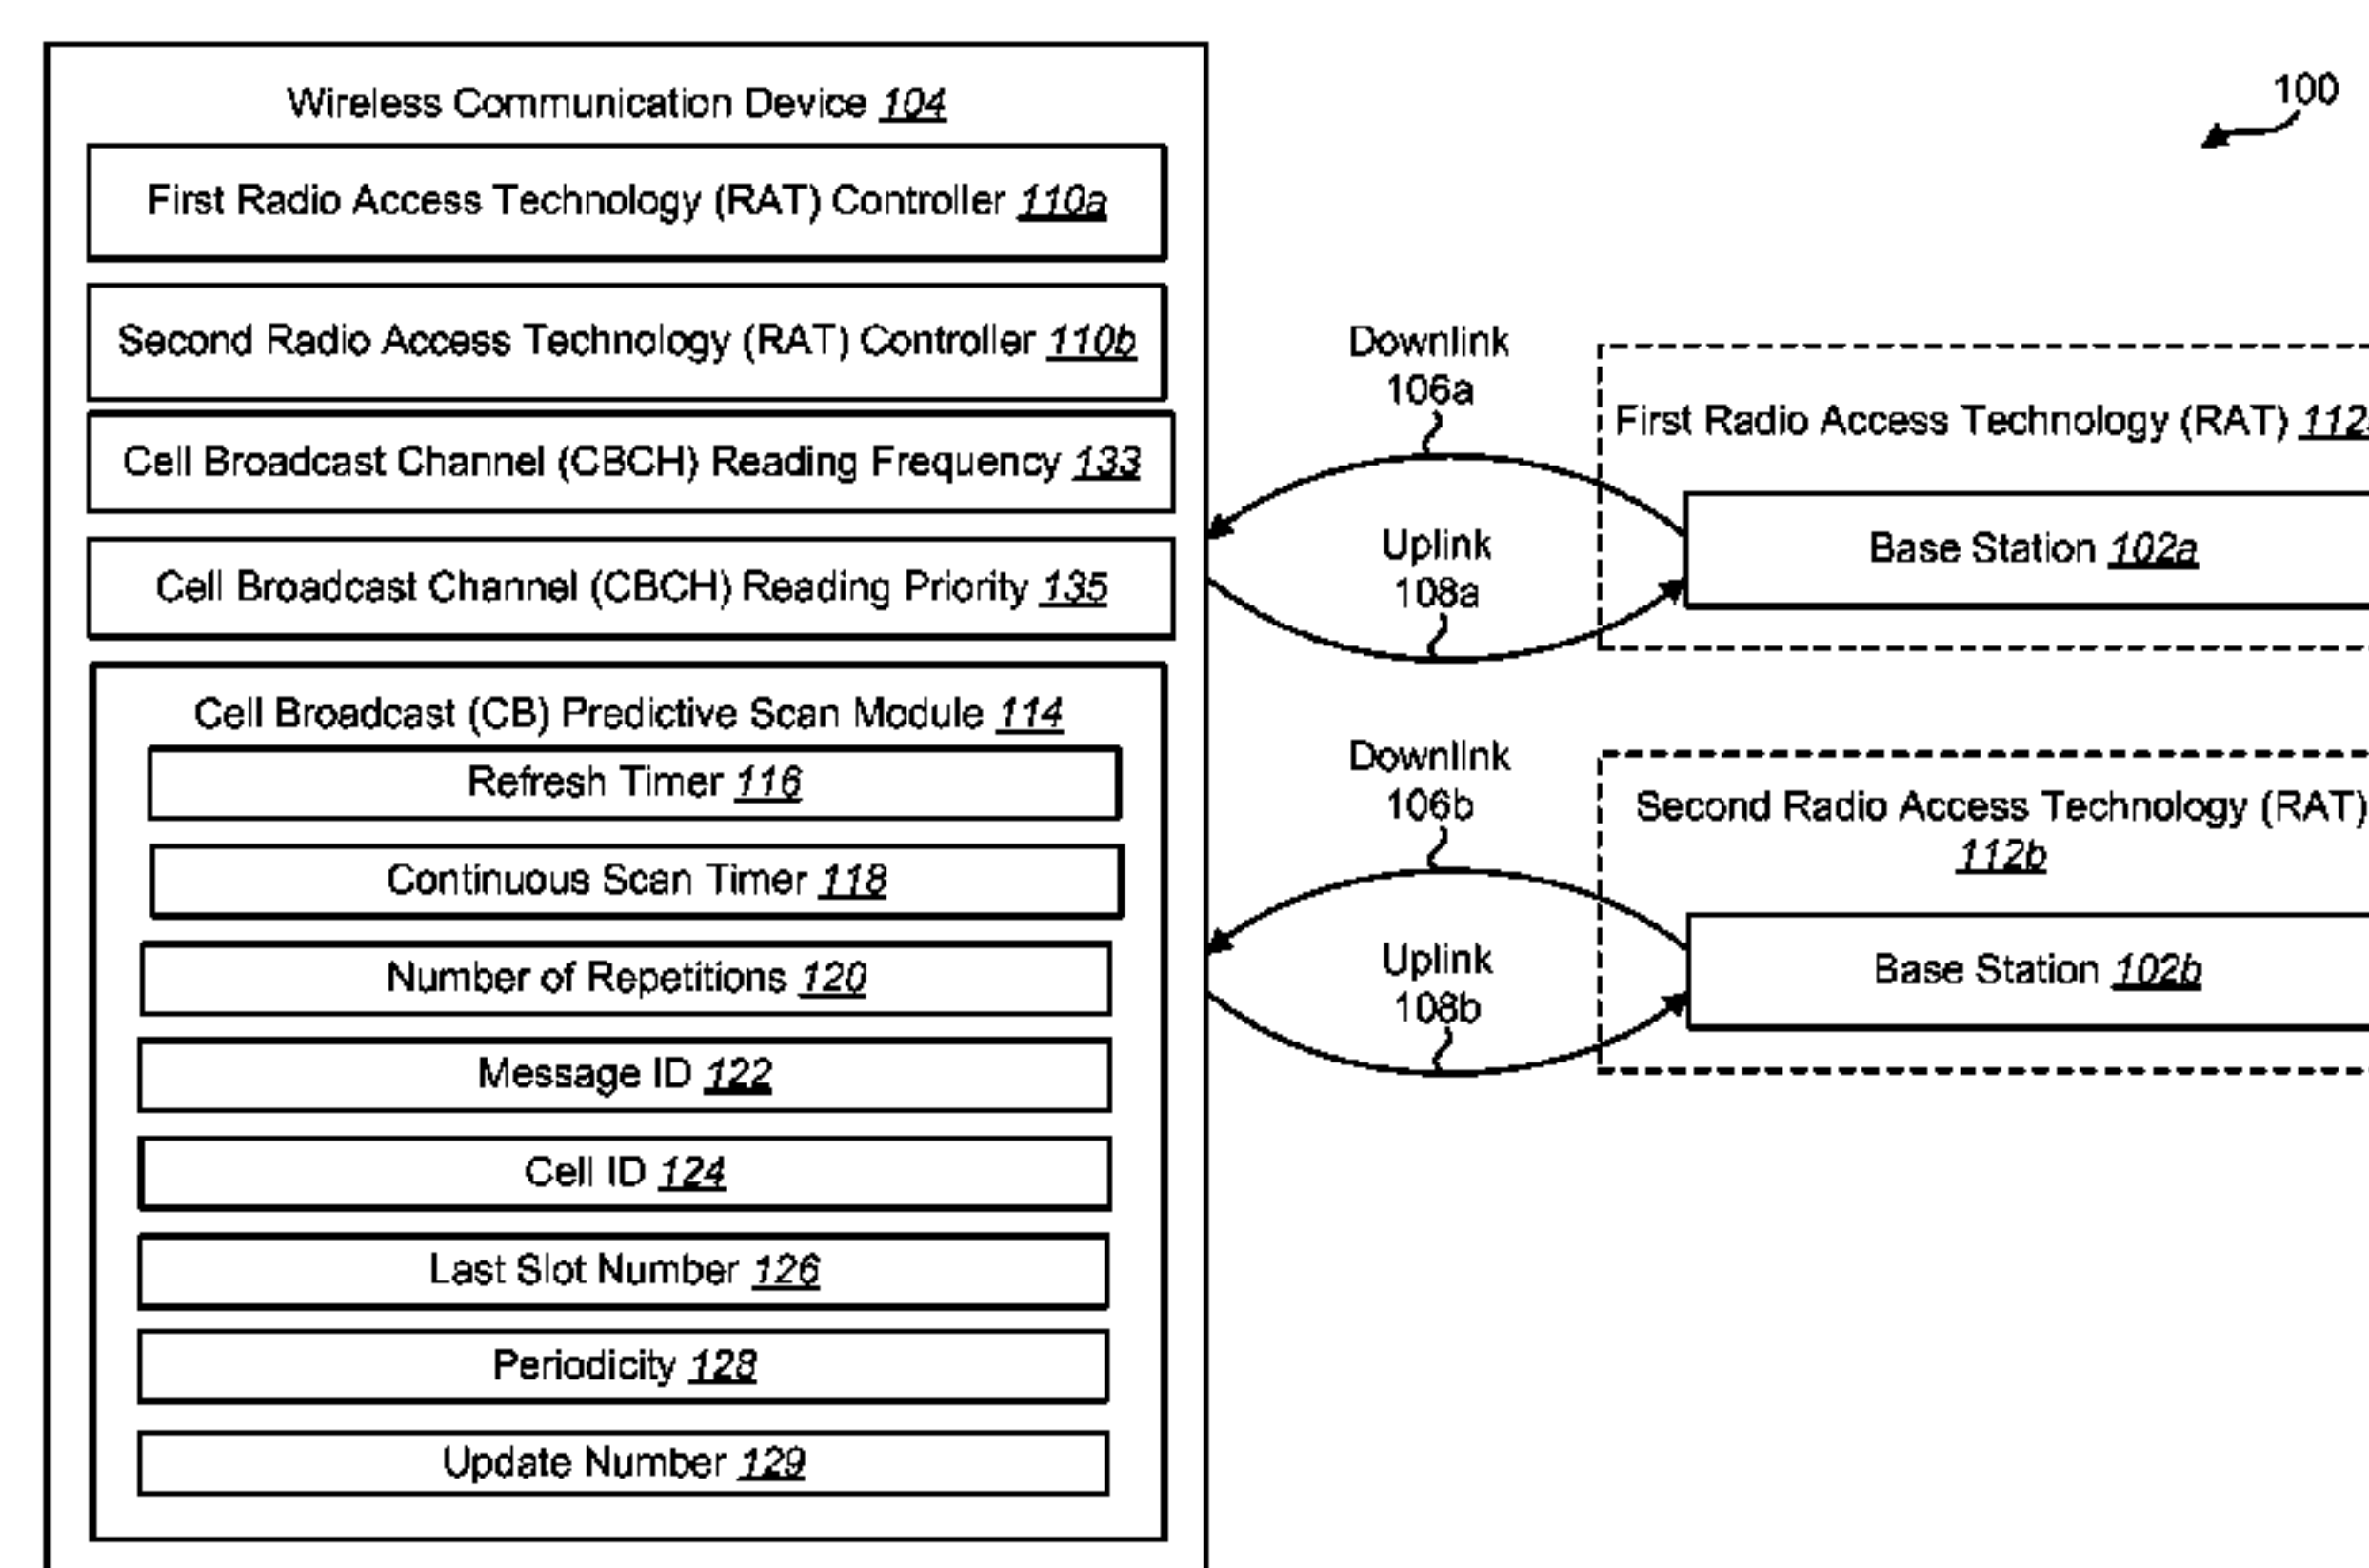 Wireless Communication Device 104
First Radio Access Technology (RAT) Controller 110a
Second Radio Access Technology (RAT) Controller 110b
Cell Broadcast Channel (CBCH) Reading Frequency 133
Cell Broadcast Channel (CBCH) Reading Priority 135
Cell Broadcast (CB) Predictive Scan Module 114
Refresh Timer 116
Continuous Scan Timer 118
Number of Repetitions 120
Message ID 122
Cell ID 124
Last Slot Number 126
Periodicity 128
Update Number 129
100
Downlink
106a
Uplink
108a
First Radio Access Technology (RAT)
Base Station 102a
Downlink
106b
Uplink
108b
Second Radio Access Technology (RAT)
112b
Base Station 102b